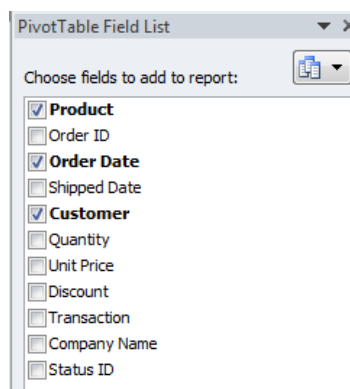 PivotTable Field List
Choose fields to add to report:
Product
Order ID
Order Date
Shipped Date
Customer
Quantity
Unit Price
Discount
Transaction
Company Name
Status ID